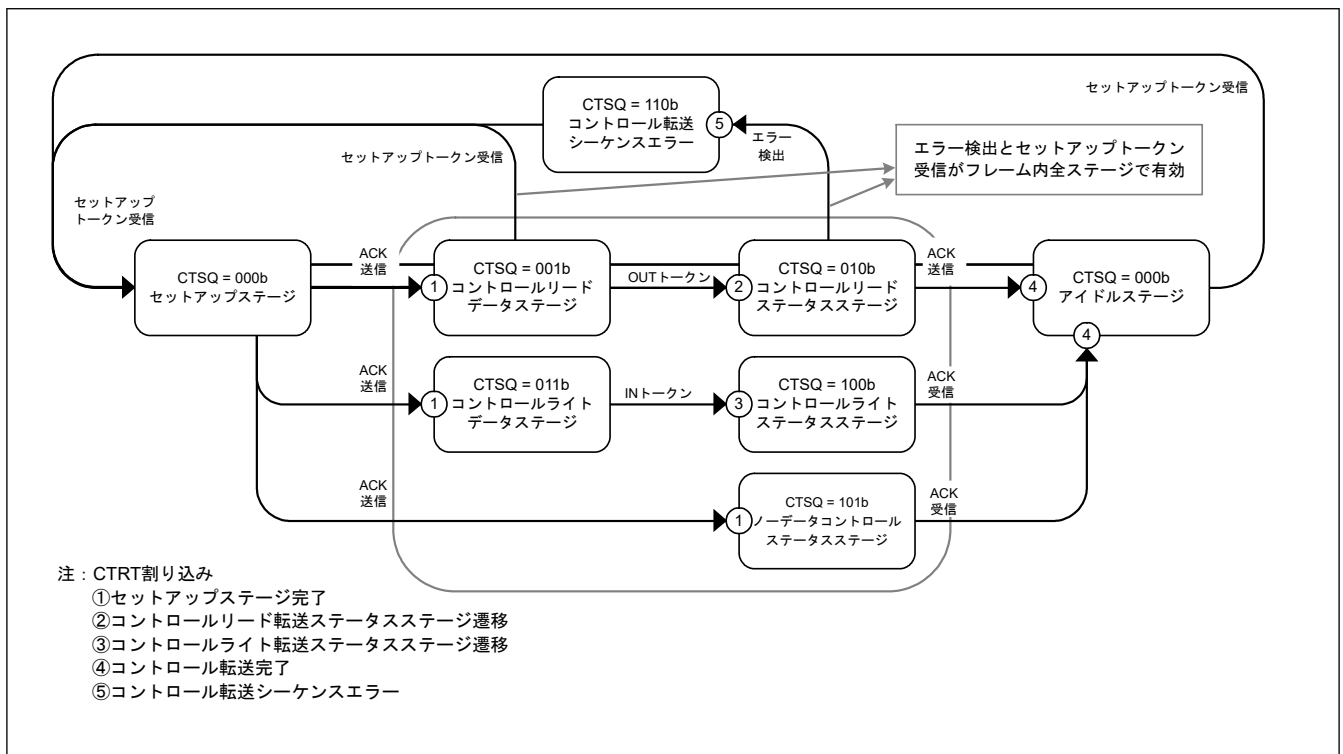 セットアップトークン受信
CTSQ = 110b
コントロール転送
シーケンスエラー
5
エラー
検出
セットアップトークン受信
エラー検出とセットアップトークン
受信がフレーム内全ステージで有効
セットアップ
トークン受信
CTSQ = 000b
セットアップステージ
ACK
送信
1
CTSQ = 001b
コントロールリード
データステージ
OUTトークン
2
CTSQ = 010b
コントロールリード
ステータスステージ
ACK
送信
4
CTSQ = 000b
アイドルステージ
4
ACK
送信
1
CTSQ = 011b
コントロールライト
データステージ
INトークン
3
CTSQ = 100b
コントロールライト
ステータスステージ
ACK
受信
ACK
送信
1
CTSQ = 101b
ノーデータコントロール
ステータスステージ
ACK
受信
注：CTRT割り込み
①セットアップステージ完了
②コントロールリード転送ステータスステージ遷移
③コントロールライト転送ステータスステージ遷移
④コントロール転送完了
⑤コントロール転送シーケンスエラー